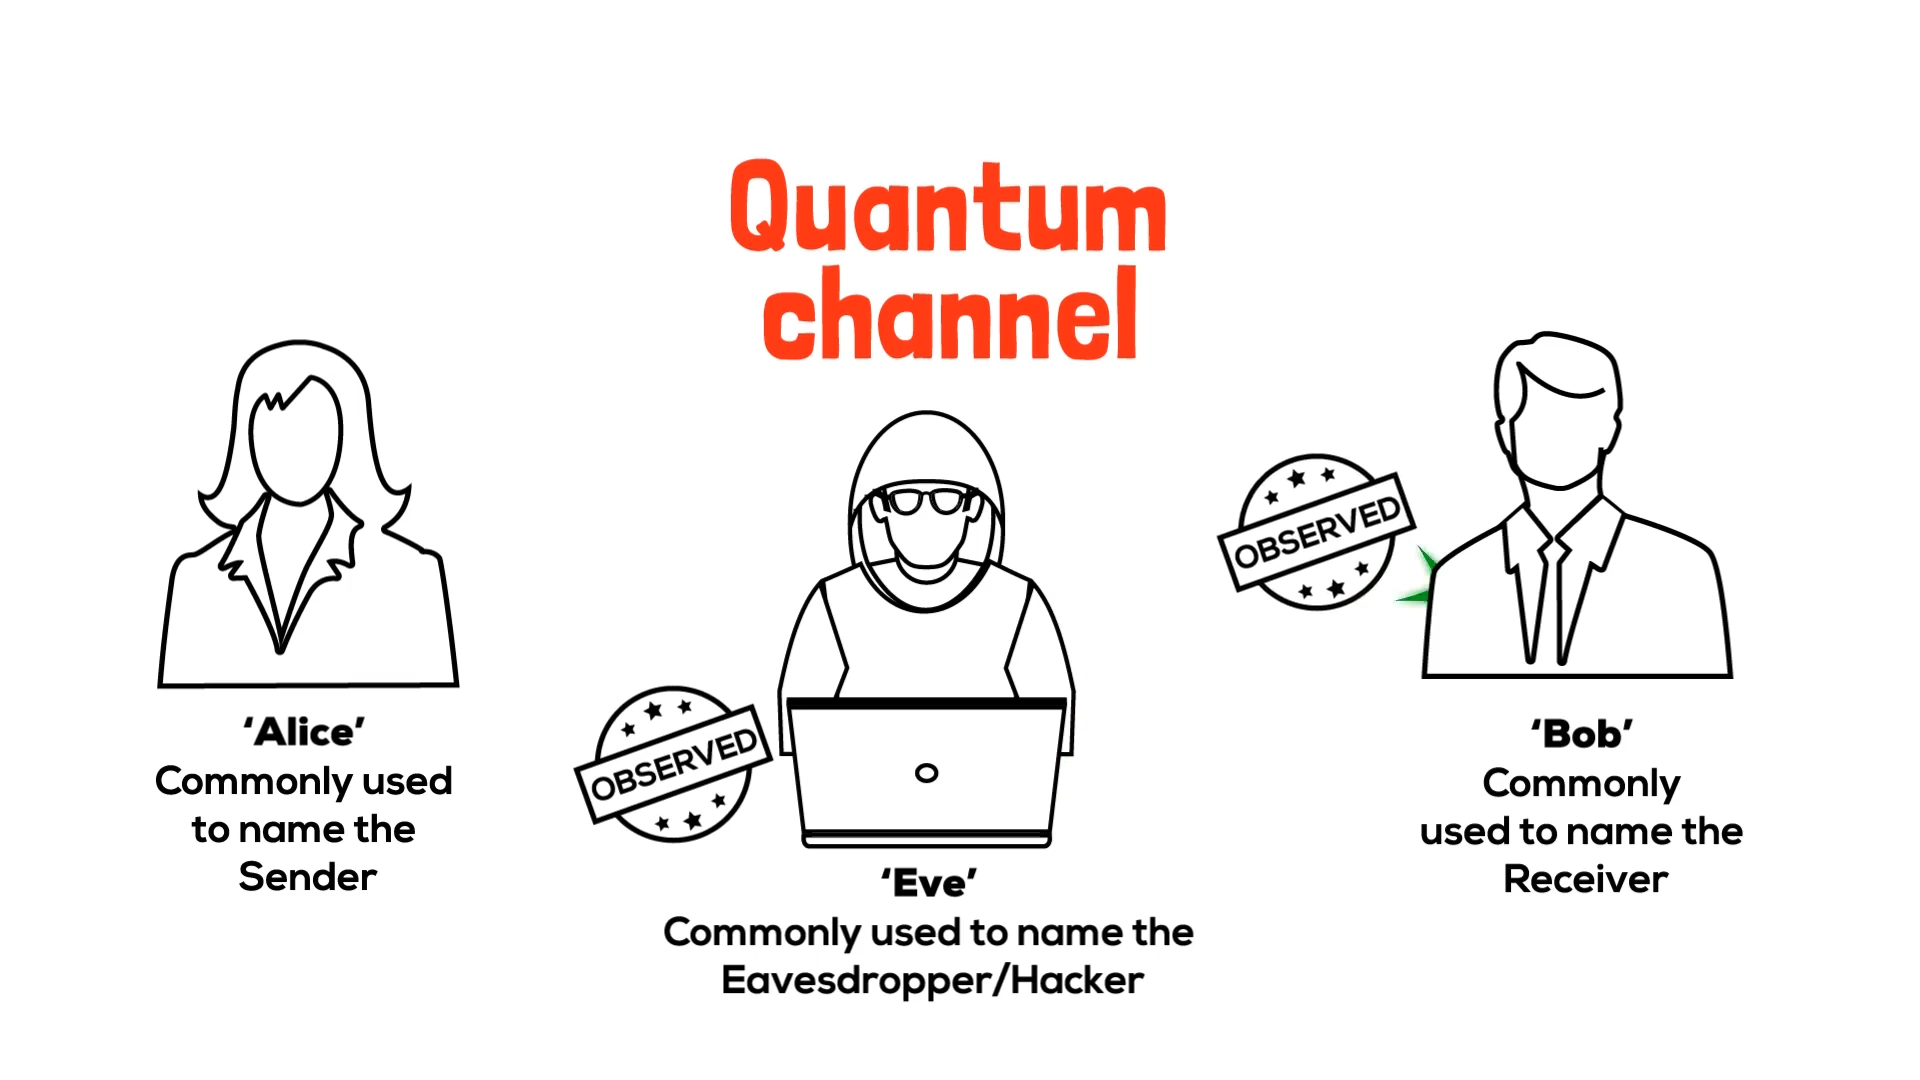 Quantum
channel
OBSERVED
OBSERVED
‘Alice’
Commonly used
to name the
Sender
‘Eve’
Commonly used to name the
Eavesdropper/Hacker
‘Bob’
Commonly
used to name the
Receiver